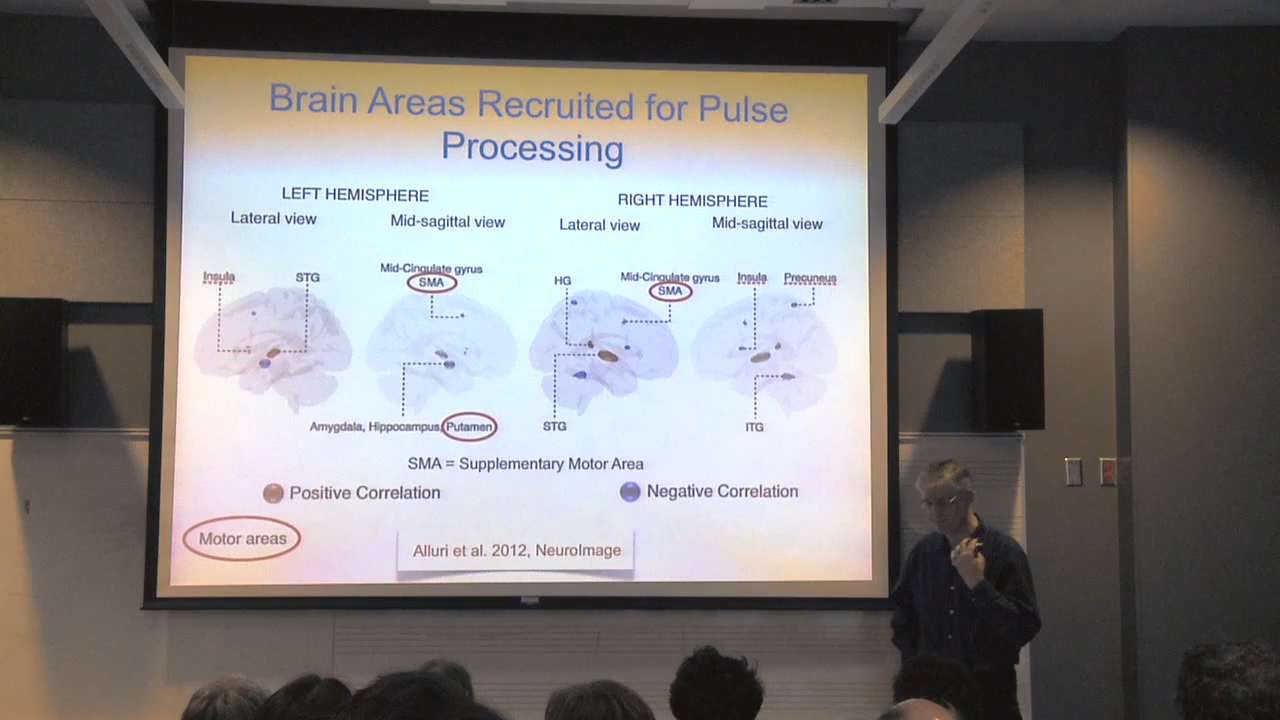 Brain Areas Recruited for Pulse
Processing
LEFT HEMISPHERE
RIGHT HEMISPHERE
Lateral view
Mid-sagittal view
Lateral view
Mid-sagittal view
Insula
STG
Mid-Cingulate gyrus
SMA
HG
Mid-Cingulate gyrus
SMA
Insula
Precuneus
Amygdala, Hippocampus, Putamen
STG
ITG
SMA = Supplementary Motor Area
Positive Correlation
Negative Correlation
Motor areas
Alluri et al. 2012, NeuroImage